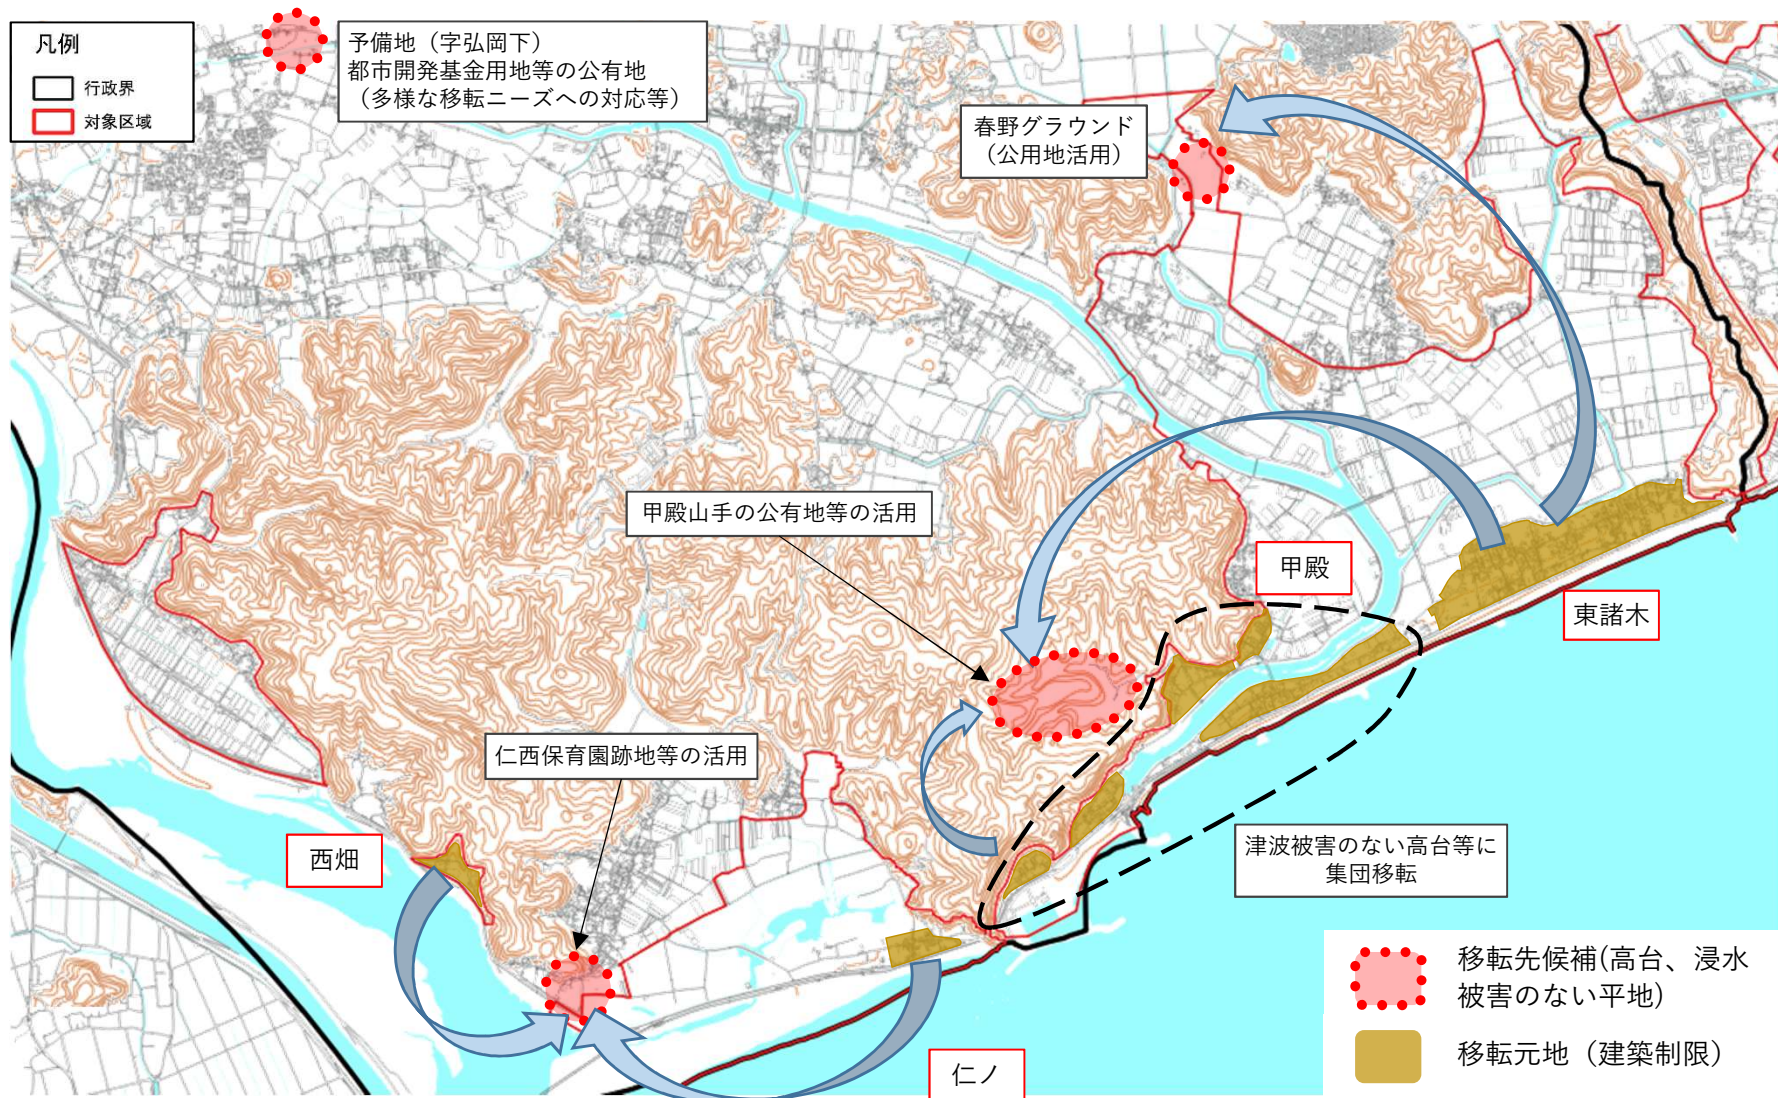 凡例
行政界
対象区域
予備地（字弘岡下）
都市開発基金用地等の公有地
（多様な移転ニーズへの対応等）
春野グラウンド
（公用地活用）
甲殿山手の公有地等の活用
甲殿
東諸木
仁西保育園跡地等の活用
西畑
津波被害のない高台等に
集団移転
仁ノ
移転先候補(高台、浸水
被害のない平地)
移転元地（建築制限）